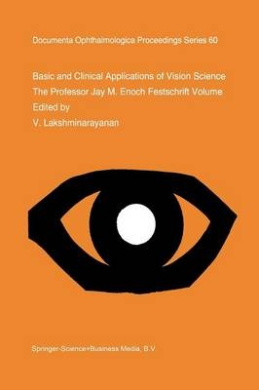 Documenta Ophthalmologica Proceedings Series 60
Basic and Clinical Applications of Vision Science
The Professor Jay M. Enoch Festschrift Volume
Edited by
V. Lakshminarayanan
Springer-Science+Business Media, B.V.